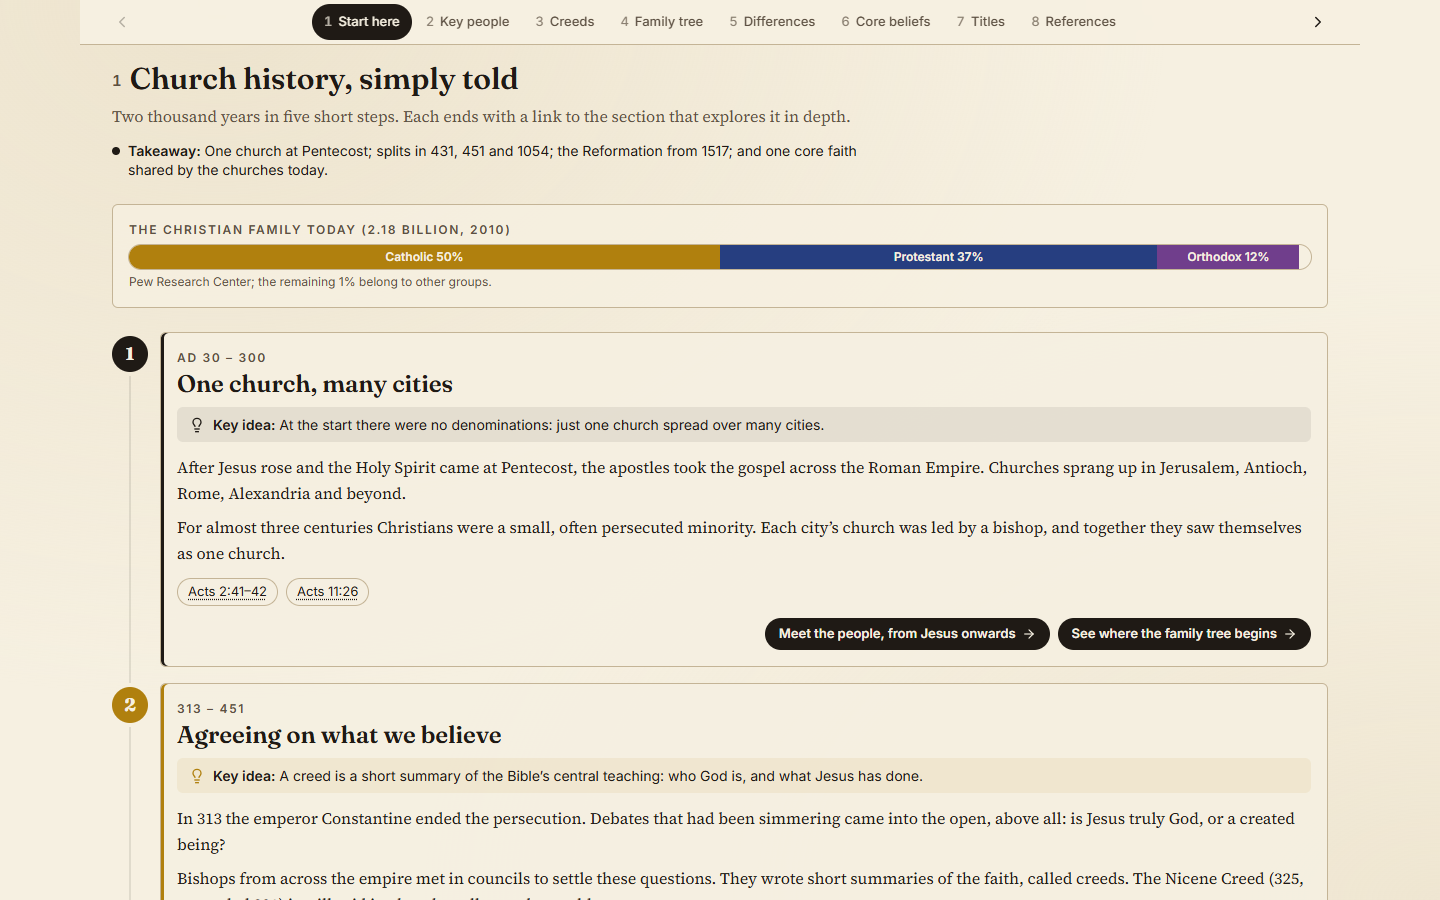 1 Start here 2 Key people 3 Creeds 4 Family tree 5 Differences 6 Core beliefs 7 Titles 8 References
1 Church history, simply told
Two thousand years in five short steps. Each ends with a link to the section that explores it in depth.
Takeaway: One church at Pentecost; splits in 431, 451 and 1054; the Reformation from 1517; and one core faith
shared by the churches today.
THE CHRISTIAN FAMILY TODAY (2.18 BILLION, 2010)
Catholic 50% Protestant 37% Orthodox 12%
Pew Research Center; the remaining 1% belong to other groups.
1
AD 30 – 300
One church, many cities
Key idea: At the start there were no denominations: just one church spread over many cities.
After Jesus rose and the Holy Spirit came at Pentecost, the apostles took the gospel across the Roman Empire. Churches sprang up in Jerusalem, Antioch,
Rome, Alexandria and beyond.
For almost three centuries Christians were a small, often persecuted minority. Each city’s church was led by a bishop, and together they saw themselves
as one church.
Acts 2:41–42 Acts 11:26
Meet the people, from Jesus onwards → See where the family tree begins →
2
313 – 451
Agreeing on what we believe
Key idea: A creed is a short summary of the Bible’s central teaching: who God is, and what Jesus has done.
In 313 the emperor Constantine ended the persecution. Debates that had been simmering came into the open, above all: is Jesus truly God, or a created
being?
Bishops from across the empire met in councils to settle these questions. They wrote short summaries of the faith, called creeds. The Nicene Creed (325,